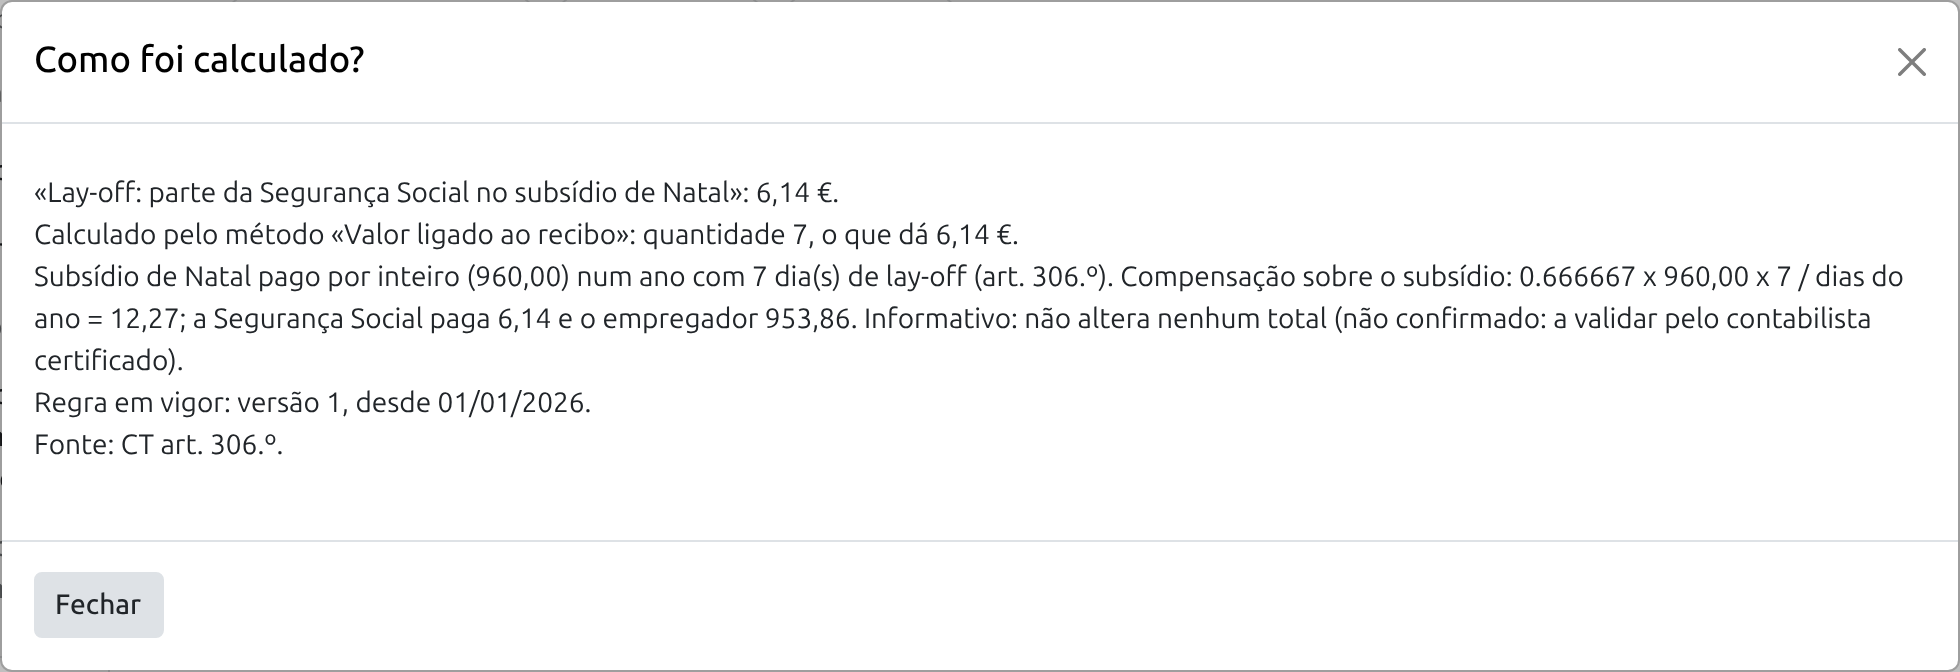 Como foi calculado?
«Lay-off: parte da Segurança Social no subsídio de Natal»: 6,14 €.
Calculado pelo método «Valor ligado ao recibo»: quantidade 7, o que dá 6,14 €.
Subsídio de Natal pago por inteiro (960,00) num ano com 7 dia(s) de lay-off (art. 306.º). Compensação sobre o subsídio: 0.666667 x 960,00 x 7 / dias do
ano = 12,27; a Segurança Social paga 6,14 e o empregador 953,86. Informativo: não altera nenhum total (não confirmado: a validar pelo contabilista
certificado).
Regra em vigor: versão 1, desde 01/01/2026.
Fonte: CT art. 306.º.
Fechar